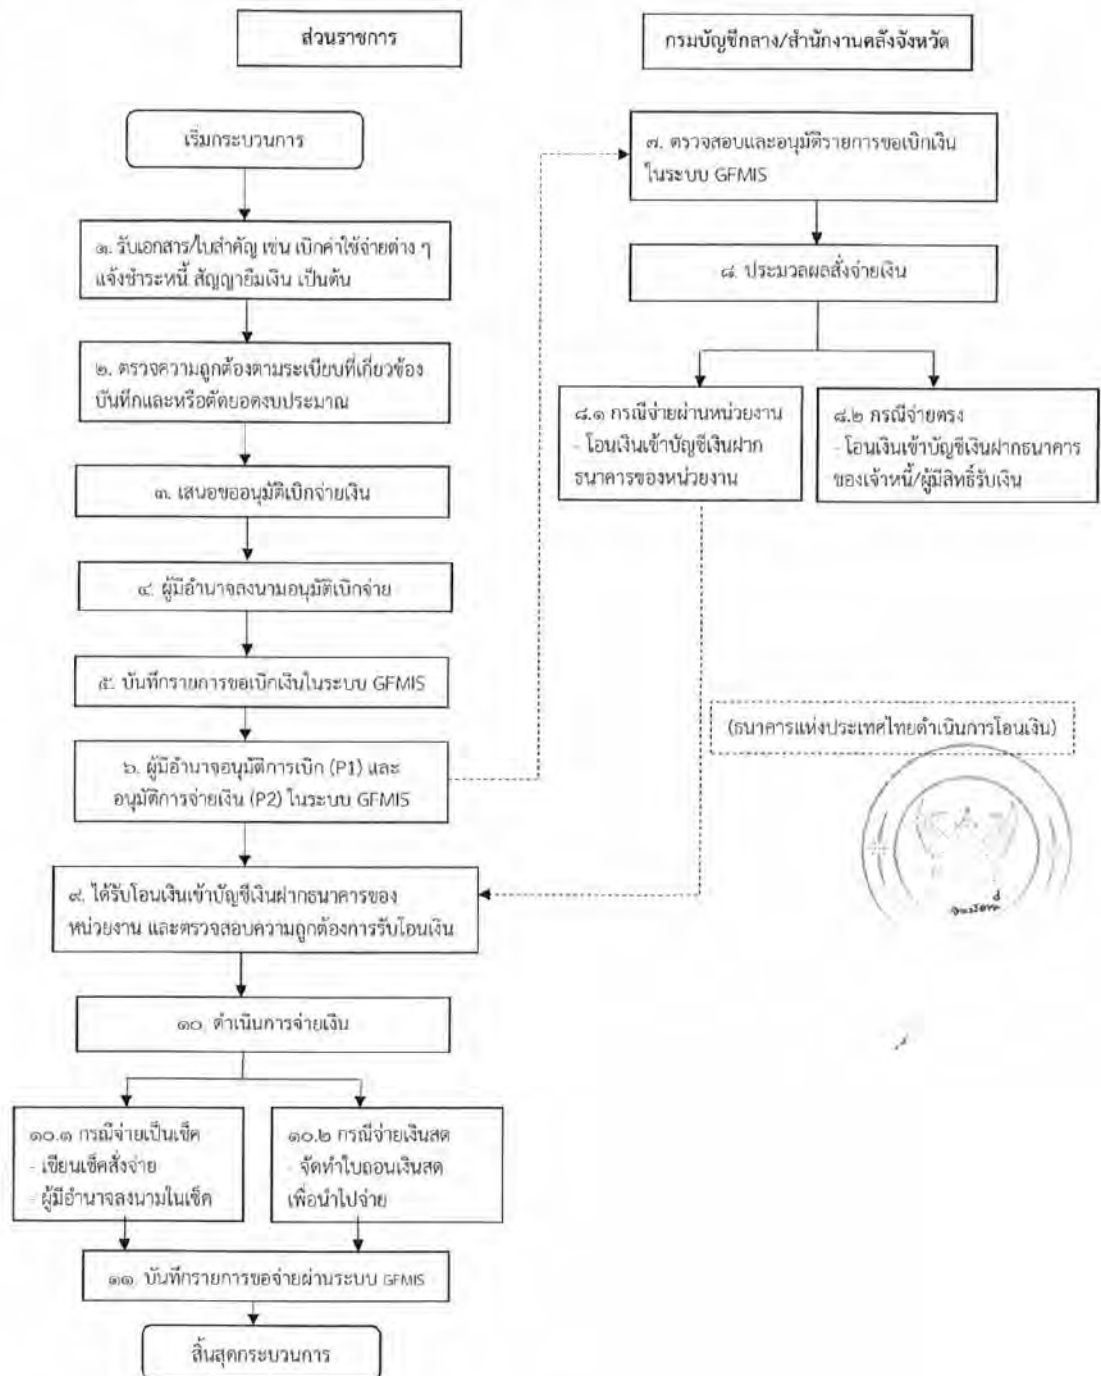 ส่วนราชการ
กรมบัญชีกลาง/สำนักงานคลังจังหวัด
เริ่มกระบวนการ
๑. รับเอกสาร/ใบสำคัญ เช่น เบิกค่าใช้จ่ายต่าง ๆ
แจ้งชำระหนี้ สัญญายืมเงิน เป็นต้น
๒. ตรวจความถูกต้องตามระเบียบที่เกี่ยวข้อง
บันทึกและหรือตัดยอดงบประมาณ
๓. เสนอขออนุมัติเบิกจ่ายเงิน
๔. ผู้มีอำนาจลงนามอนุมัติเบิกจ่าย
๕. บันทึกรายการขอเบิกเงินในระบบ GFMIS
๖. ผู้มีอำนาจอนุมัติการเบิก (P1) และ
อนุมัติการจ่ายเงิน (P2) ในระบบ GFMIS
๗. ตรวจสอบและอนุมัติรายการขอเบิกเงิน
ในระบบ GFMIS
๘. ประมวลผลสั่งจ่ายเงิน
๘.๑ กรณีจ่ายผ่านหน่วยงาน
- โอนเงินเข้าบัญชีเงินฝาก
ธนาคารของหน่วยงาน
๘.๒ กรณีจ่ายตรง
- โอนเงินเข้าบัญชีเงินฝากธนาคาร
ของเจ้าหนี้/ผู้มีสิทธิ์รับเงิน
(ธนาคารแห่งประเทศไทยดำเนินการโอนเงิน)
๙. ได้รับโอนเงินเข้าบัญชีเงินฝากธนาคารของ
หน่วยงาน และตรวจสอบความถูกต้องการรับโอนเงิน
๑๐. ดำเนินการจ่ายเงิน
๑๐.๑ กรณีจ่ายเป็นเช็ค
- เขียนเช็คสั่งจ่าย
- ผู้มีอำนาจลงนามในเช็ค
๑๐.๒ กรณีจ่ายเงินสด
- จัดทำใบถอนเงินสด
เพื่อนำไปจ่าย
๑๑. บันทึกรายการขอจ่ายผ่านระบบ GFMIS
สิ้นสุดกระบวนการ